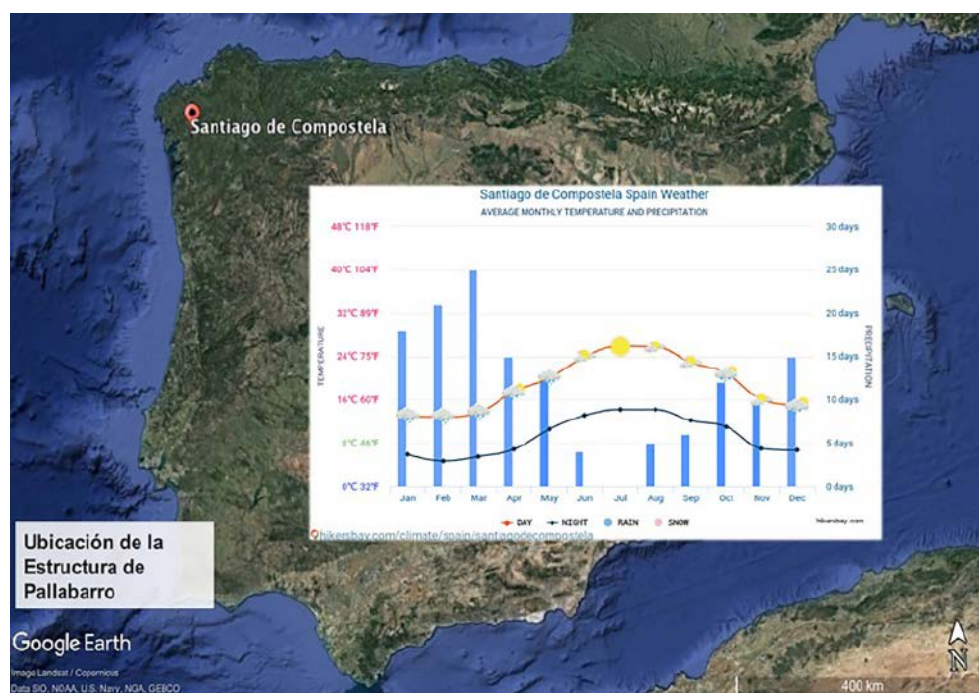 Santiago de Compostela
Santiago de Compostela Spain Weather
AVERAGE MONTHLY TEMPERATURE AND PRECIPITATION
48°C 118°F
30 days
40°C 104°F
25 days
32°C 89°F
20 days
TEMPERATURE
24°C 75°F
15 days
PRECIPITATION
16°C 60°F
10 days
8°C 46°F
5 days
0°C 32°F
0 days
Jan Feb Mar Apr May Jun Jul Aug Sep Oct Nov Dec
DAY NIGHT RAIN SNOW
hikersbay.com
hikersbay.com/climate/spain/santiagodecompostela
Ubicación de la
Estructura de
Pallabarro
Google Earth
Image Landsat / Copernicus
Data SIO, NOAA, U.S. Navy, NGA, GEBCO
N
400 km